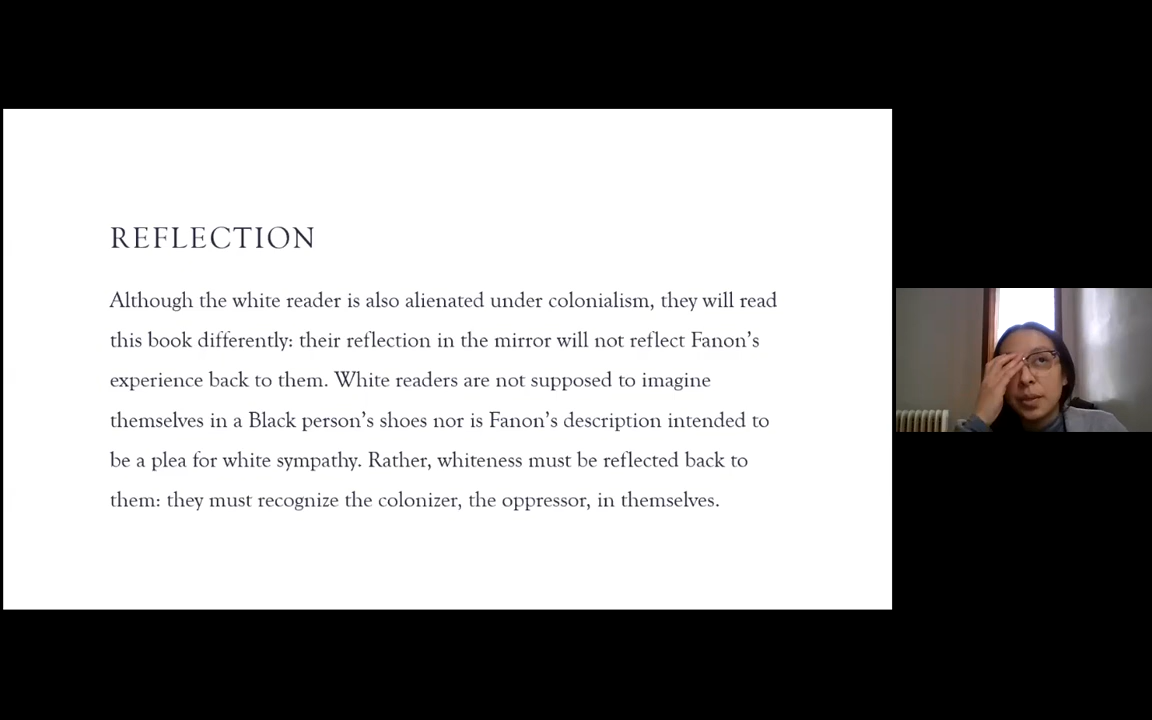 REFLECTION
Although the white reader is also alienated under colonialism, they will read
this book differently: their reflection in the mirror will not reflect Fanon’s
experience back to them. White readers are not supposed to imagine
themselves in a Black person’s shoes nor is Fanon’s description intended to
be a plea for white sympathy. Rather, whiteness must be reflected back to
them: they must recognize the colonizer, the oppressor, in themselves.